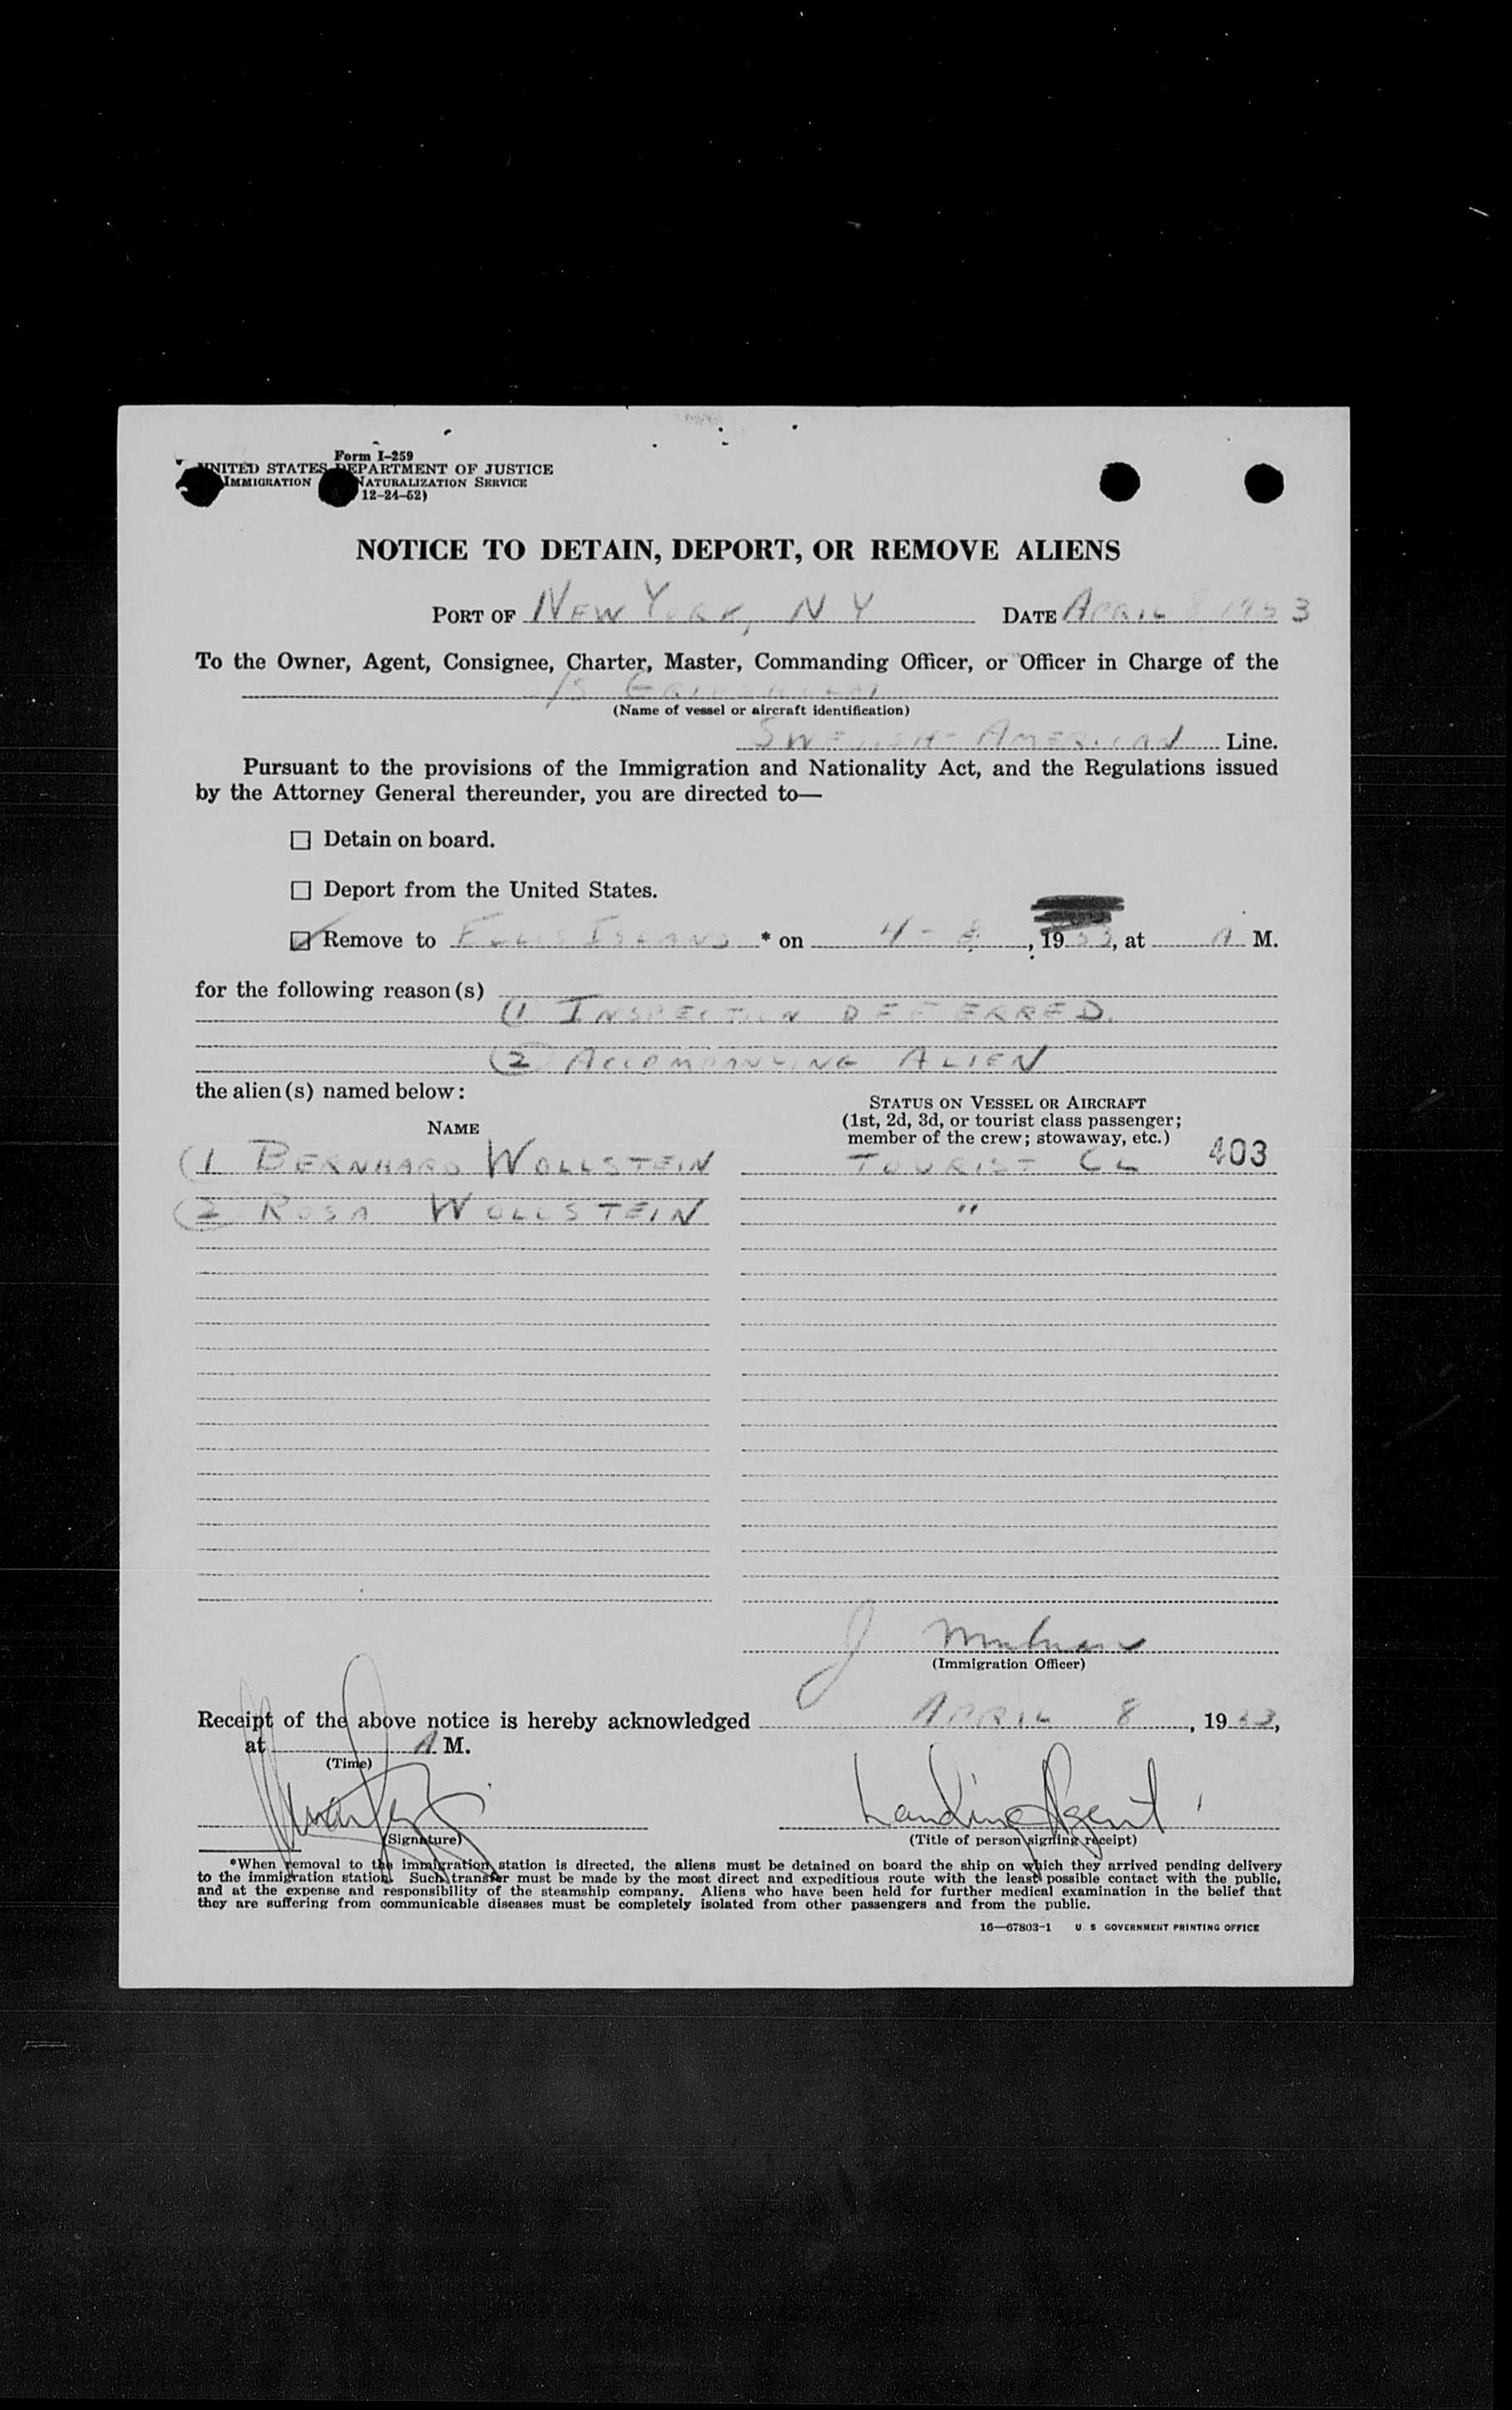 Form I-259
UNITED STATES DEPARTMENT OF JUSTICE
IMMIGRATION NATURALIZATION SERVICE
12-24-52)
NOTICE TO DETAIN, DEPORT, OR REMOVE ALIENS
PORT OF NEW YORK, N Y DATE APRIL 8 1953
To the Owner, Agent, Consignee, Charter, Master, Commanding Officer, or Officer in Charge of the
(Name of vessel or aircraft identification)
SWEDISH-AMERICAN Line.
Pursuant to the provisions of the Immigration and Nationality Act, and the Regulations issued
by the Attorney General thereunder, you are directed to—
Detain on board.
Deport from the United States.
Remove to ELLIS ISLAND * on 4-8, 1953, at A M.
for the following reason(s)
(1 INSPECTION DEFERRED.
(2) ACCOMPANYING ALIEN
the alien(s) named below:
STATUS ON VESSEL OR AIRCRAFT
(1st, 2d, 3d, or tourist class passenger;
member of the crew; stowaway, etc.)
NAME
403
(1 BERNHARD WOLLSTEIN TOURIST CL
(2) ROSA WOLLSTEIN "
J
(Immigration Officer)
Receipt of the above notice is hereby acknowledged APRIL 8, 1953,
at A M.
(Time)
Landing Agent
(Signature) (Title of person signing receipt)
*When removal to the immigration station is directed, the aliens must be detained on board the ship on which they arrived pending delivery
to the immigration station. Such transfer must be made by the most direct and expeditious route with the least possible contact with the public,
and at the expense and responsibility of the steamship company. Aliens who have been held for further medical examination in the belief that
they are suffering from communicable diseases must be completely isolated from other passengers and from the public.
16—67803-1 U S GOVERNMENT PRINTING OFFICE